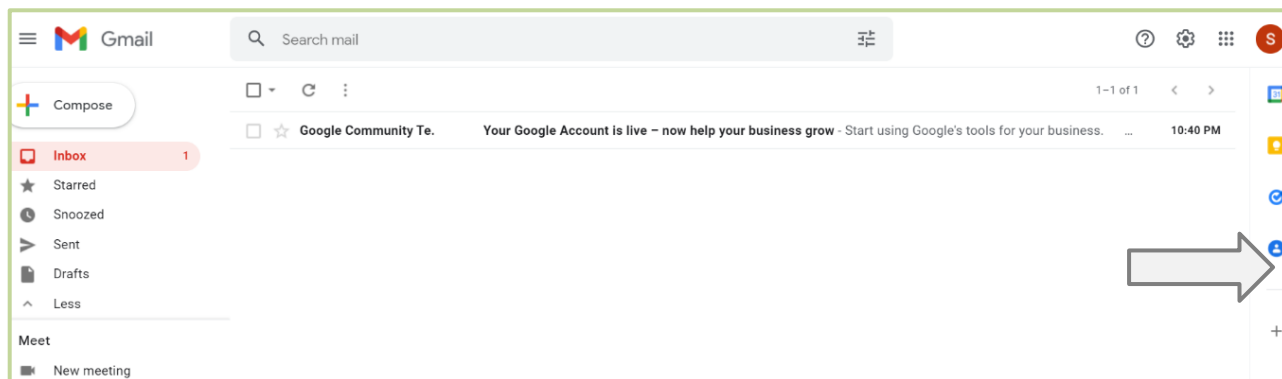 Gmail
Search mail
S
Compose
1–1 of 1
31
Google Community Te. Your Google Account is live – now help your business grow - Start using Google's tools for your business. ... 10:40 PM
Inbox 1
Starred
Snoozed
Sent
Drafts
Less
Meet
New meeting